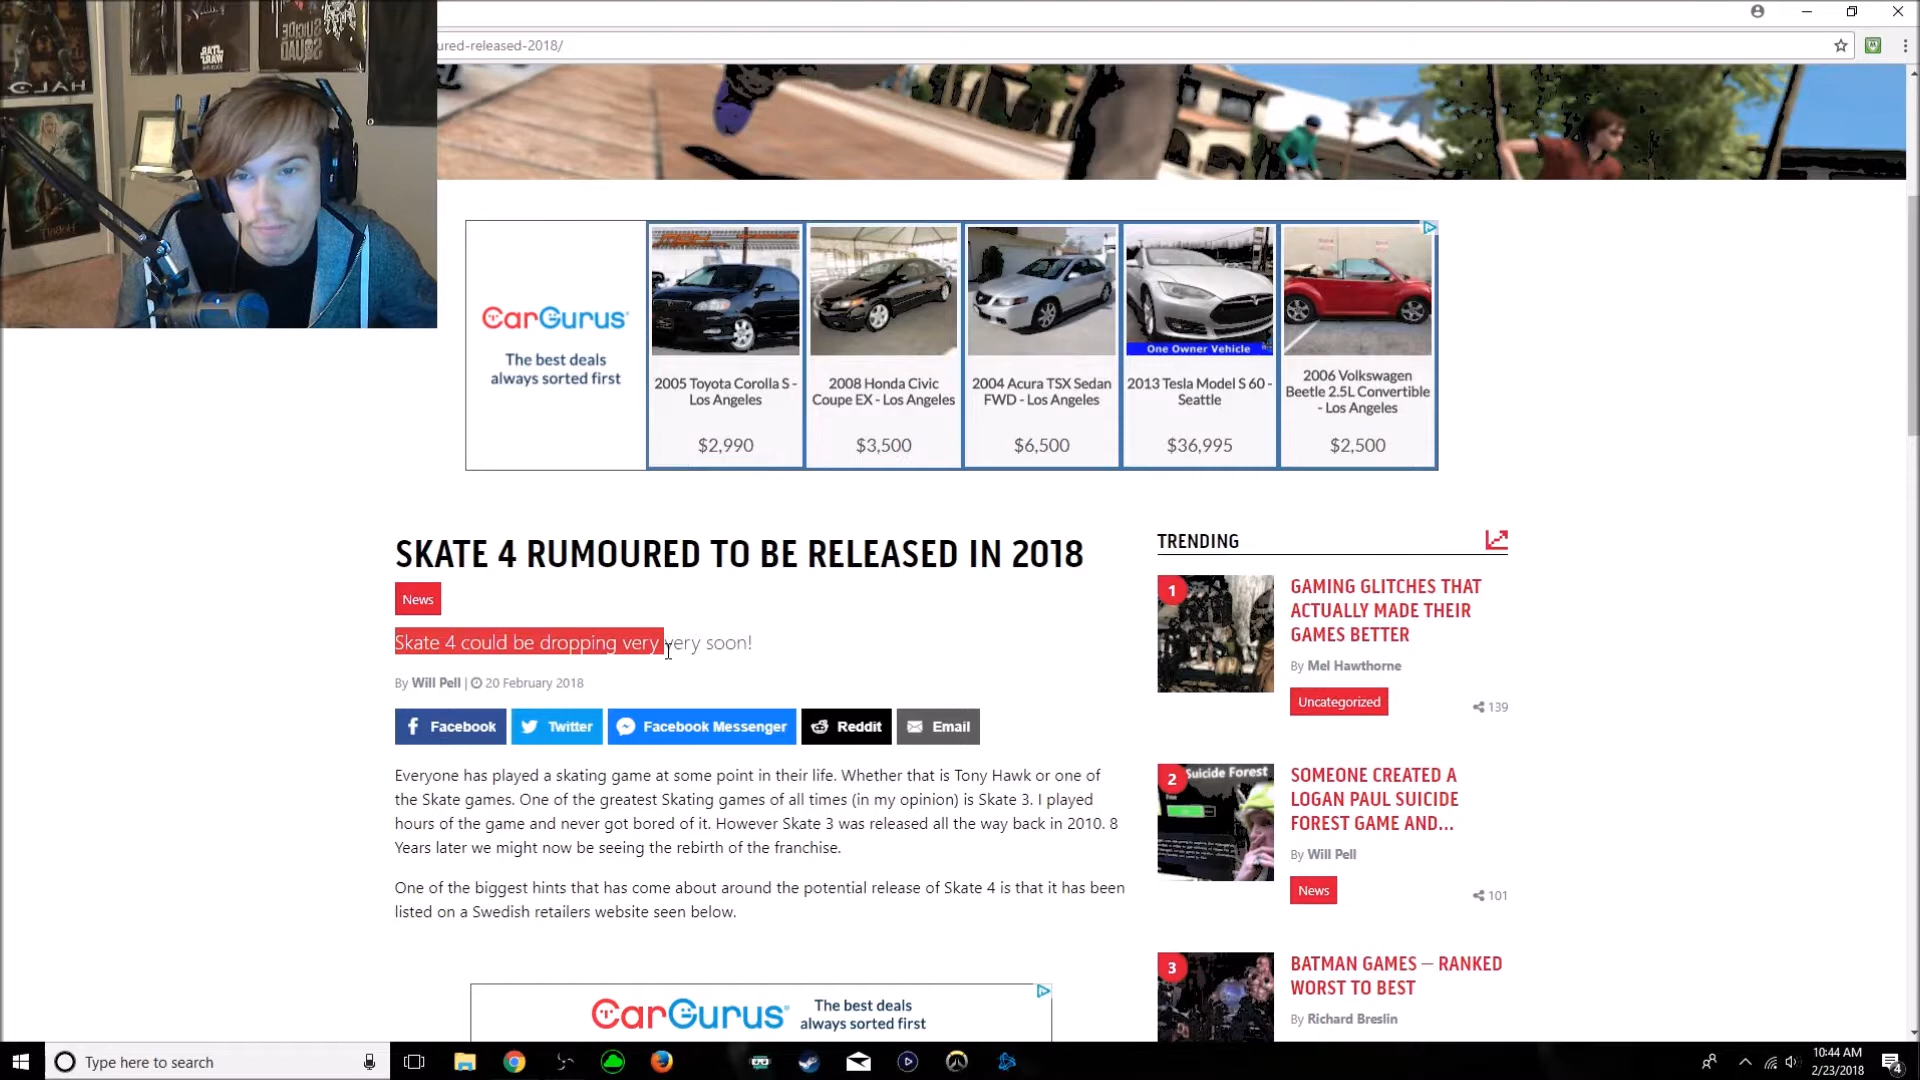 HALO
STAR
WARS
SUICIDE
SQUAD
HOBBIT
ured-released-2018/
CarGurus
The best deals
always sorted first
2005 Toyota Corolla S -
Los Angeles
$2,990
2008 Honda Civic
Coupe EX - Los Angeles
$3,500
2004 Acura TSX Sedan
FWD - Los Angeles
$6,500
One Owner Vehicle
2013 Tesla Model S 60 -
Seattle
$36,995
2006 Volkswagen
Beetle 2.5L Convertible
- Los Angeles
$2,500
SKATE 4 RUMOURED TO BE RELEASED IN 2018
News
Skate 4 could be dropping very very soon!
By Will Pell | 20 February 2018
Facebook Twitter Facebook Messenger Reddit Email
Everyone has played a skating game at some point in their life. Whether that is Tony Hawk or one of
the Skate games. One of the greatest Skating games of all times (in my opinion) is Skate 3. I played
hours of the game and never got bored of it. However Skate 3 was released all the way back in 2010. 8
Years later we might now be seeing the rebirth of the franchise.
One of the biggest hints that has come about around the potential release of Skate 4 is that it has been
listed on a Swedish retailers website seen below.
CarGurus
The best deals
always sorted first
TRENDING
1
GAMING GLITCHES THAT
ACTUALLY MADE THEIR
GAMES BETTER
By Mel Hawthorne
Uncategorized
139
2
Suicide Forest
SOMEONE CREATED A
LOGAN PAUL SUICIDE
FOREST GAME AND...
By Will Pell
News
101
3
BATMAN GAMES – RANKED
WORST TO BEST
By Richard Breslin
Type here to search
10:44 AM
2/23/2018
4